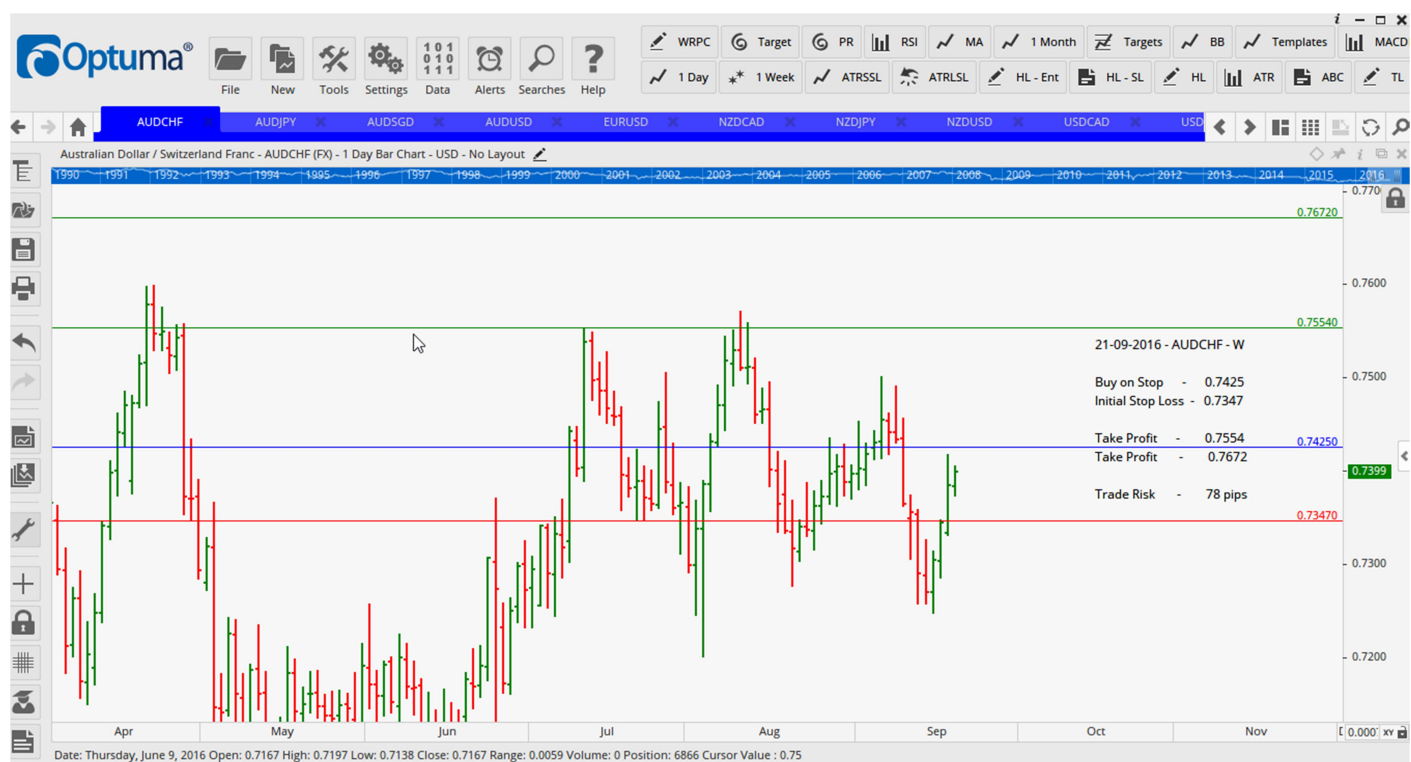 i
Optuma®
File New Tools Settings Data Alerts Searches Help
WRPC Target PR RSI MA 1 Month Targets BB Templates MACD
1 Day 1 Week ATRSSL ATRLSL HL - Ent HL - SL HL ATR ABC TL
AUDCHF AUDJPY AUDSGD AUDUSD EURUSD NZDCAD NZDJPY NZDUSD USDCAD USD
Australian Dollar / Switzerland Franc - AUDCHF (FX) - 1 Day Bar Chart - USD - No Layout
1990 1991 1992 1993 1994 1995 1996 1997 1998 1999 2000 2001 2002 2003 2004 2005 2006 2007 2008 2009 2010 2011 2012 2013 2014 2015 2016
0.76720
0.7600
0.75540
21-09-2016 - AUDCHF - W
0.7500
Buy on Stop - 0.7425
Initial Stop Loss - 0.7347
Take Profit - 0.7554
0.74250
Take Profit - 0.7672
0.7399
Trade Risk - 78 pips
0.73470
0.7300
0.7200
Apr May Jun Jul Aug Sep Oct Nov
XY
Date: Thursday, June 9, 2016 Open: 0.7167 High: 0.7197 Low: 0.7138 Close: 0.7167 Range: 0.0059 Volume: 0 Position: 6866 Cursor Value : 0.75